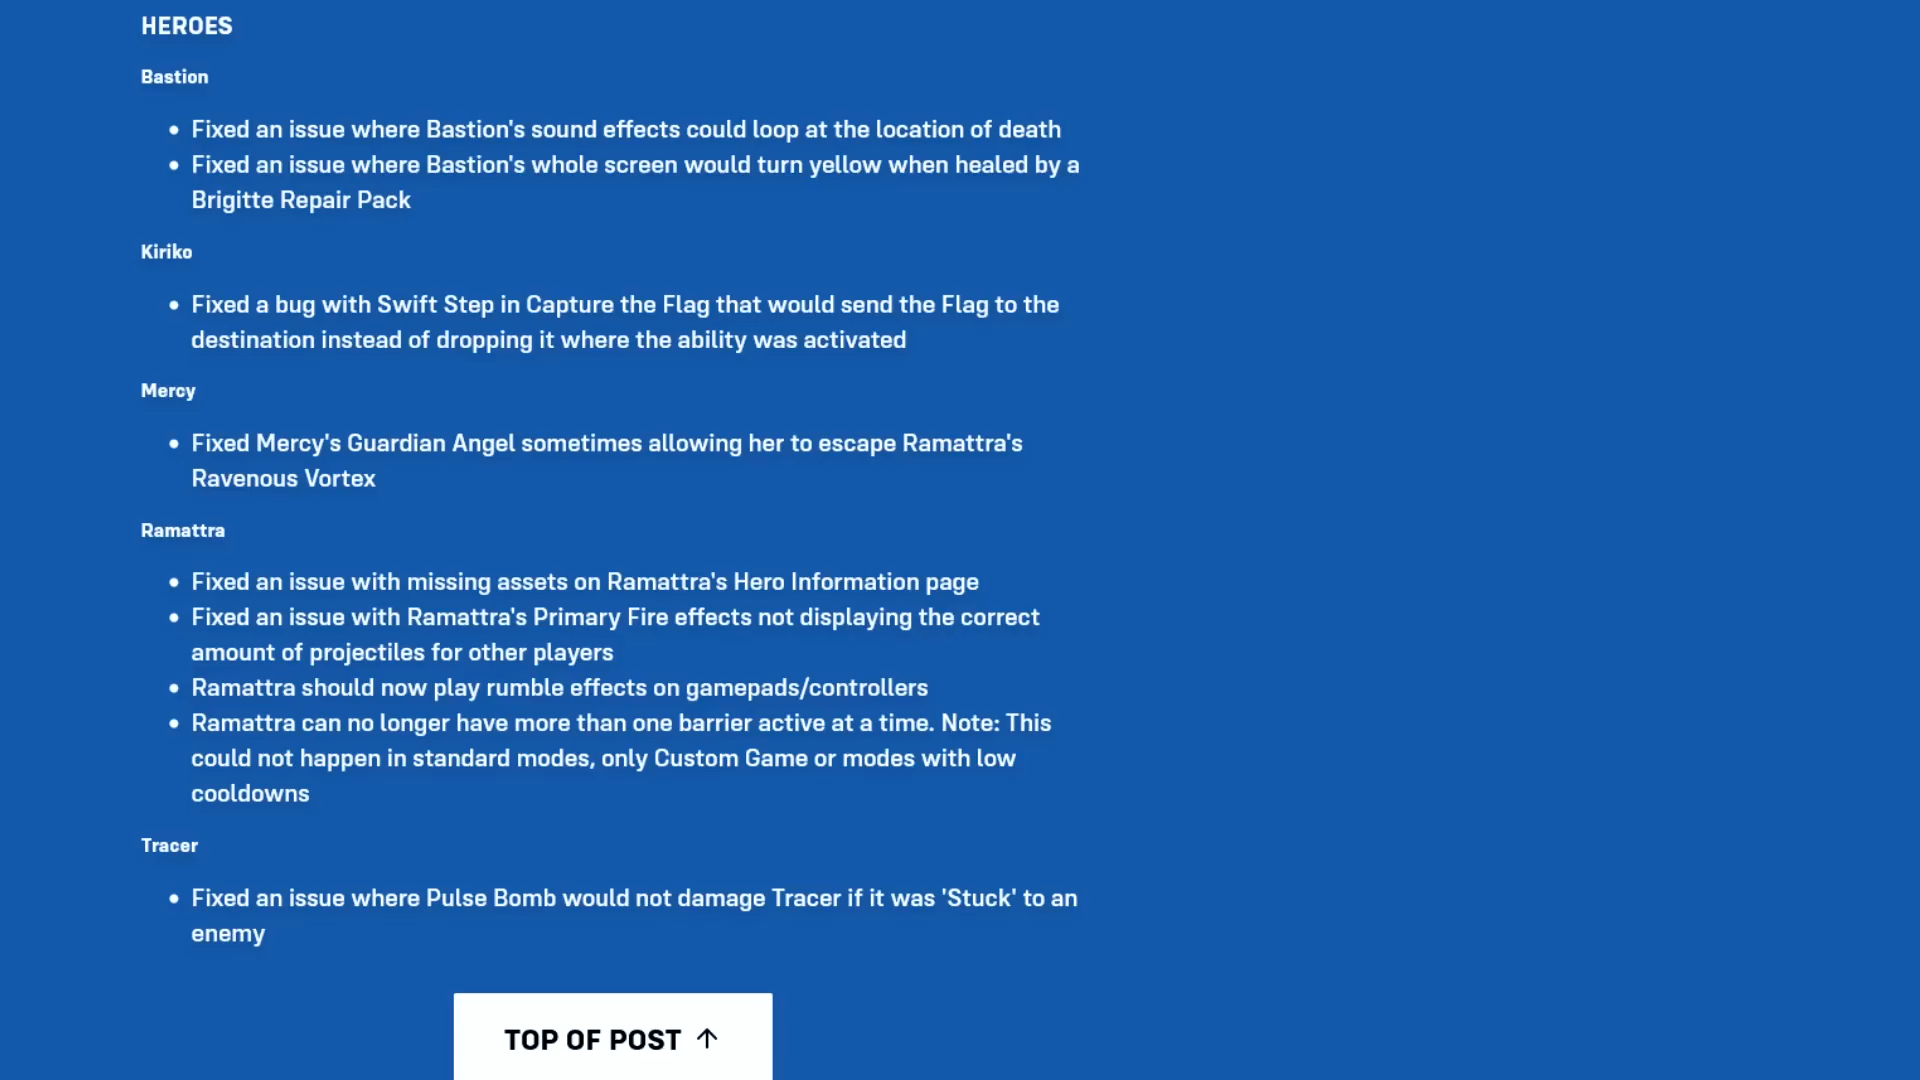 HEROES
Bastion
• Fixed an issue where Bastion's sound effects could loop at the location of death
• Fixed an issue where Bastion's whole screen would turn yellow when healed by a
Brigitte Repair Pack
Kiriko
• Fixed a bug with Swift Step in Capture the Flag that would send the Flag to the
destination instead of dropping it where the ability was activated
Mercy
• Fixed Mercy's Guardian Angel sometimes allowing her to escape Ramattra's
Ravenous Vortex
Ramattra
• Fixed an issue with missing assets on Ramattra's Hero Information page
• Fixed an issue with Ramattra's Primary Fire effects not displaying the correct
amount of projectiles for other players
• Ramattra should now play rumble effects on gamepads/controllers
• Ramattra can no longer have more than one barrier active at a time. Note: This
could not happen in standard modes, only Custom Game or modes with low
cooldowns
Tracer
• Fixed an issue where Pulse Bomb would not damage Tracer if it was 'Stuck' to an
enemy
TOP OF POST ↑